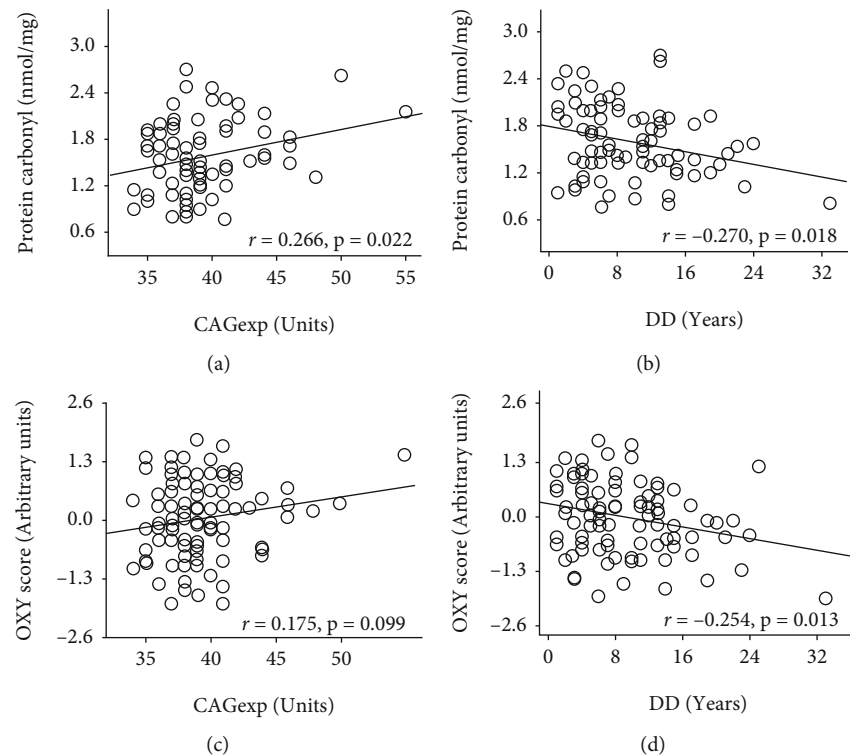 Protein carbonyl (nmol/mg)
3.0
2.4
1.8
1.2
0.6
r = 0.266, p = 0.022
35 40 45 50 55
CAGexp (Units)
(a)
Protein carbonyl (nmol/mg)
3.0
2.4
1.8
1.2
0.6
r = –0.270, p = 0.018
0 8 16 24 32
DD (Years)
(b)
OXY score (Arbitrary units)
2.6
1.3
0.0
–1.3
–2.6
r = 0.175, p = 0.099
35 40 45 50
CAGexp (Units)
(c)
OXY score (Arbitrary units)
2.6
1.3
0.0
–1.3
–2.6
r = –0.254, p = 0.013
0 8 16 24 32
DD (Years)
(d)